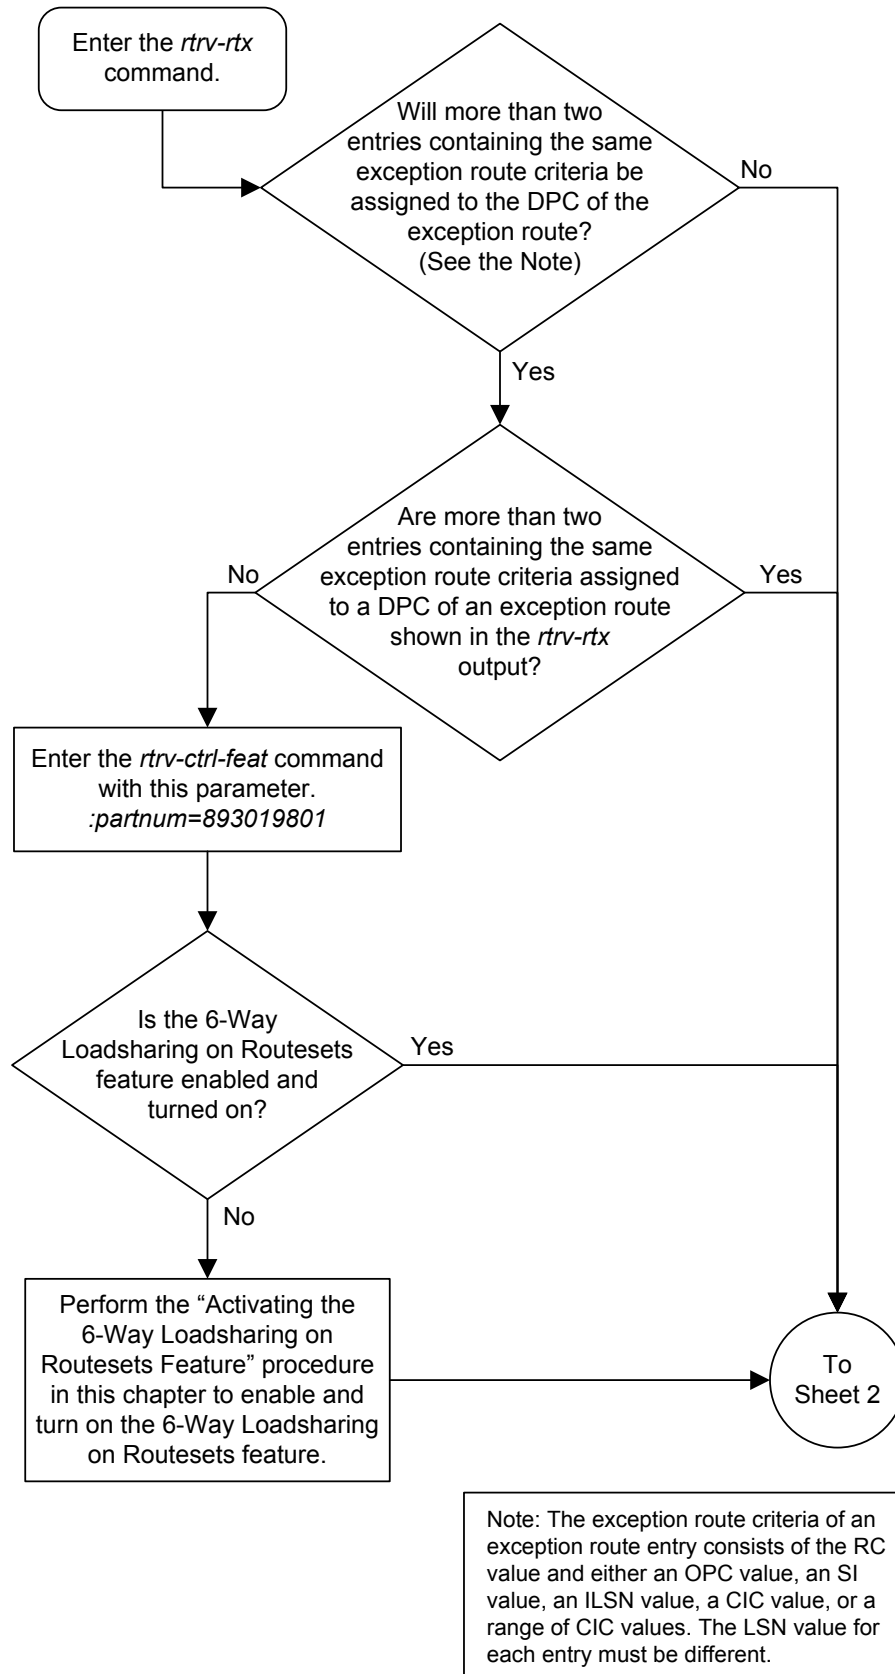 Enter the rtrv-rtx
command.
Will more than two
entries containing the same
exception route criteria be
assigned to the DPC of the
exception route?
(See the Note)
No
Yes
Are more than two
entries containing the same
exception route criteria assigned
to a DPC of an exception route
shown in the rtrv-rtx
output?
No
Yes
Enter the rtrv-ctrl-feat command
with this parameter.
:partnum=893019801
Is the 6-Way
Loadsharing on Routesets
feature enabled and
turned on?
Yes
No
Perform the “Activating the
6-Way Loadsharing on
Routesets Feature” procedure
in this chapter to enable and
turn on the 6-Way Loadsharing
on Routesets feature.
To
Sheet 2
Note: The exception route criteria of an
exception route entry consists of the RC
value and either an OPC value, an SI
value, an ILSN value, a CIC value, or a
range of CIC values. The LSN value for
each entry must be different.